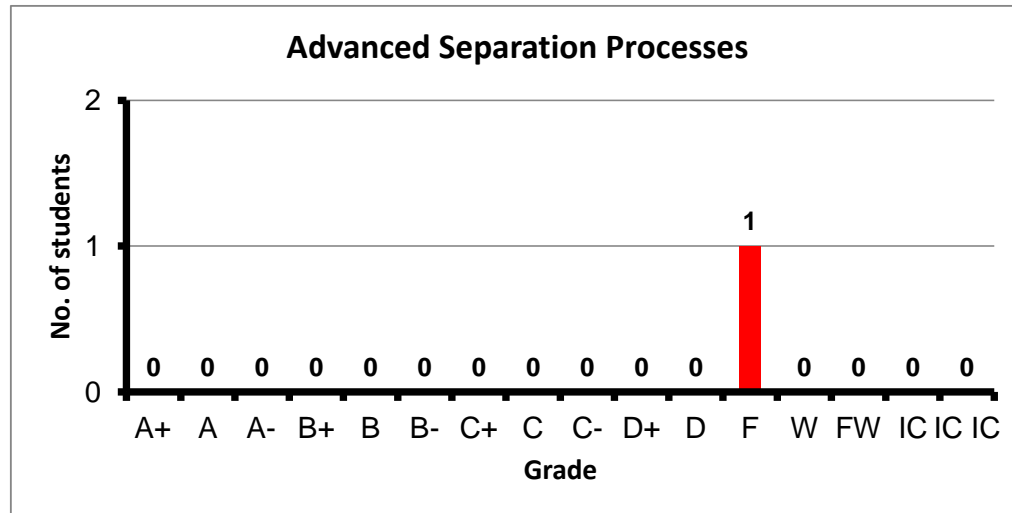 Advanced Separation Processes
No. of students
2
1
0
1
0 0 0 0 0 0 0 0 0 0 0 0 0 0 0
A+ A A- B+ B B- C+ C C- D+ D F W FW IC IC IC
Grade